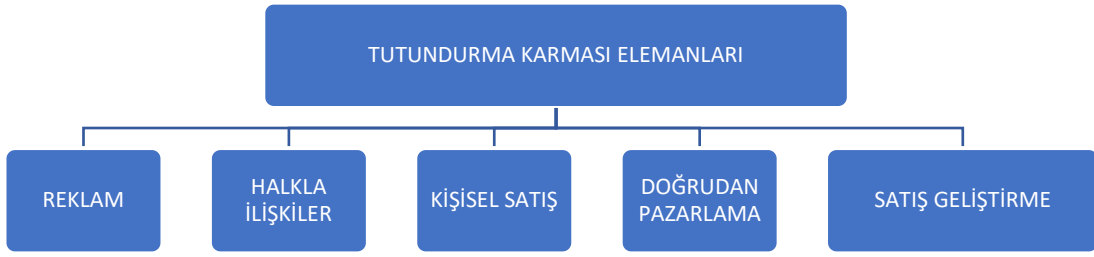 TUTUNDURMA KARMASI ELEMANLARI
REKLAM
HALKLA
İLİŞKİLER
KİŞİSEL SATIŞ
DOĞRUDAN
PAZARLAMA
SATIŞ GELİŞTİRME